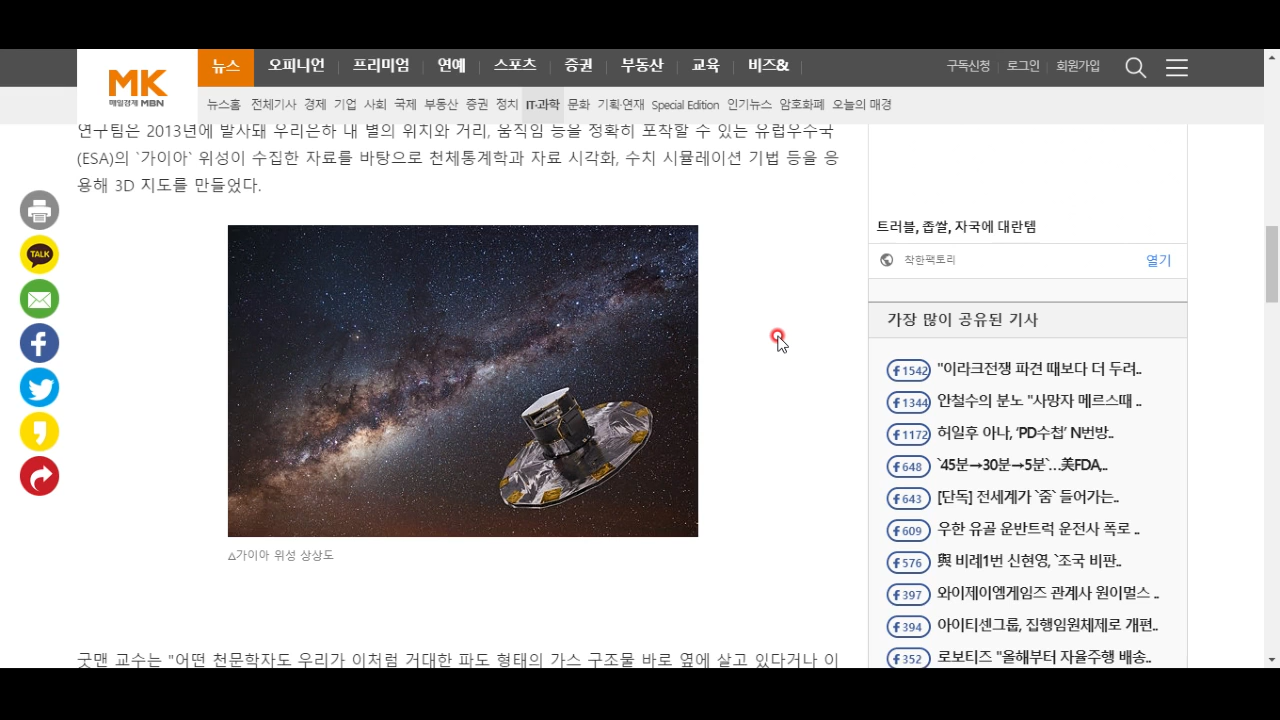 MK
매일경제 MBN
뉴스 오피니언 프리미엄 연예 스포츠 증권 부동산 교육 비즈&
구독신청 로그인 회원가입
뉴스홈 전체기사 경제 기업 사회 국제 부동산 증권 정치 IT·과학 문화 기획·연재 Special Edition 인기뉴스 암호화폐 오늘의 매경
연구팀은 2013년에 발사돼 우리은하 내 별의 위치와 거리, 움직임 등을 정확히 포착할 수 있는 유럽우주국
(ESA)의 `가이아` 위성이 수집한 자료를 바탕으로 천체통계학과 자료 시각화, 수치 시뮬레이션 기법 등을 응
용해 3D 지도를 만들었다.
TALK
△가이아 위성 상상도
굿맨 교수는 "어떤 천문학자도 우리가 이처럼 거대한 파도 형태의 가스 구조물 바로 옆에 살고 있다거나 이
트러블, 좁쌀, 자국에 대란템
착한팩토리 열기
가장 많이 공유된 기사
1542 "이라크전쟁 파견 때보다 더 두려..
1344 안철수의 분노 "사망자 메르스때 ..
1172 허일후 아나, ‘PD수첩’ N번방..
648 `45분→30분→5분`…美FDA,..
643 [단독] 전세계가 `줌` 들어가는..
609 우한 유골 운반트럭 운전사 폭로 ..
576 與 비례1번 신현영, `조국 비판..
397 와이제이엠게임즈 관계사 원이멀스 ..
394 아이티센그룹, 집행임원체제로 개편..
352 로보티즈 "올해부터 자율주행 배송..